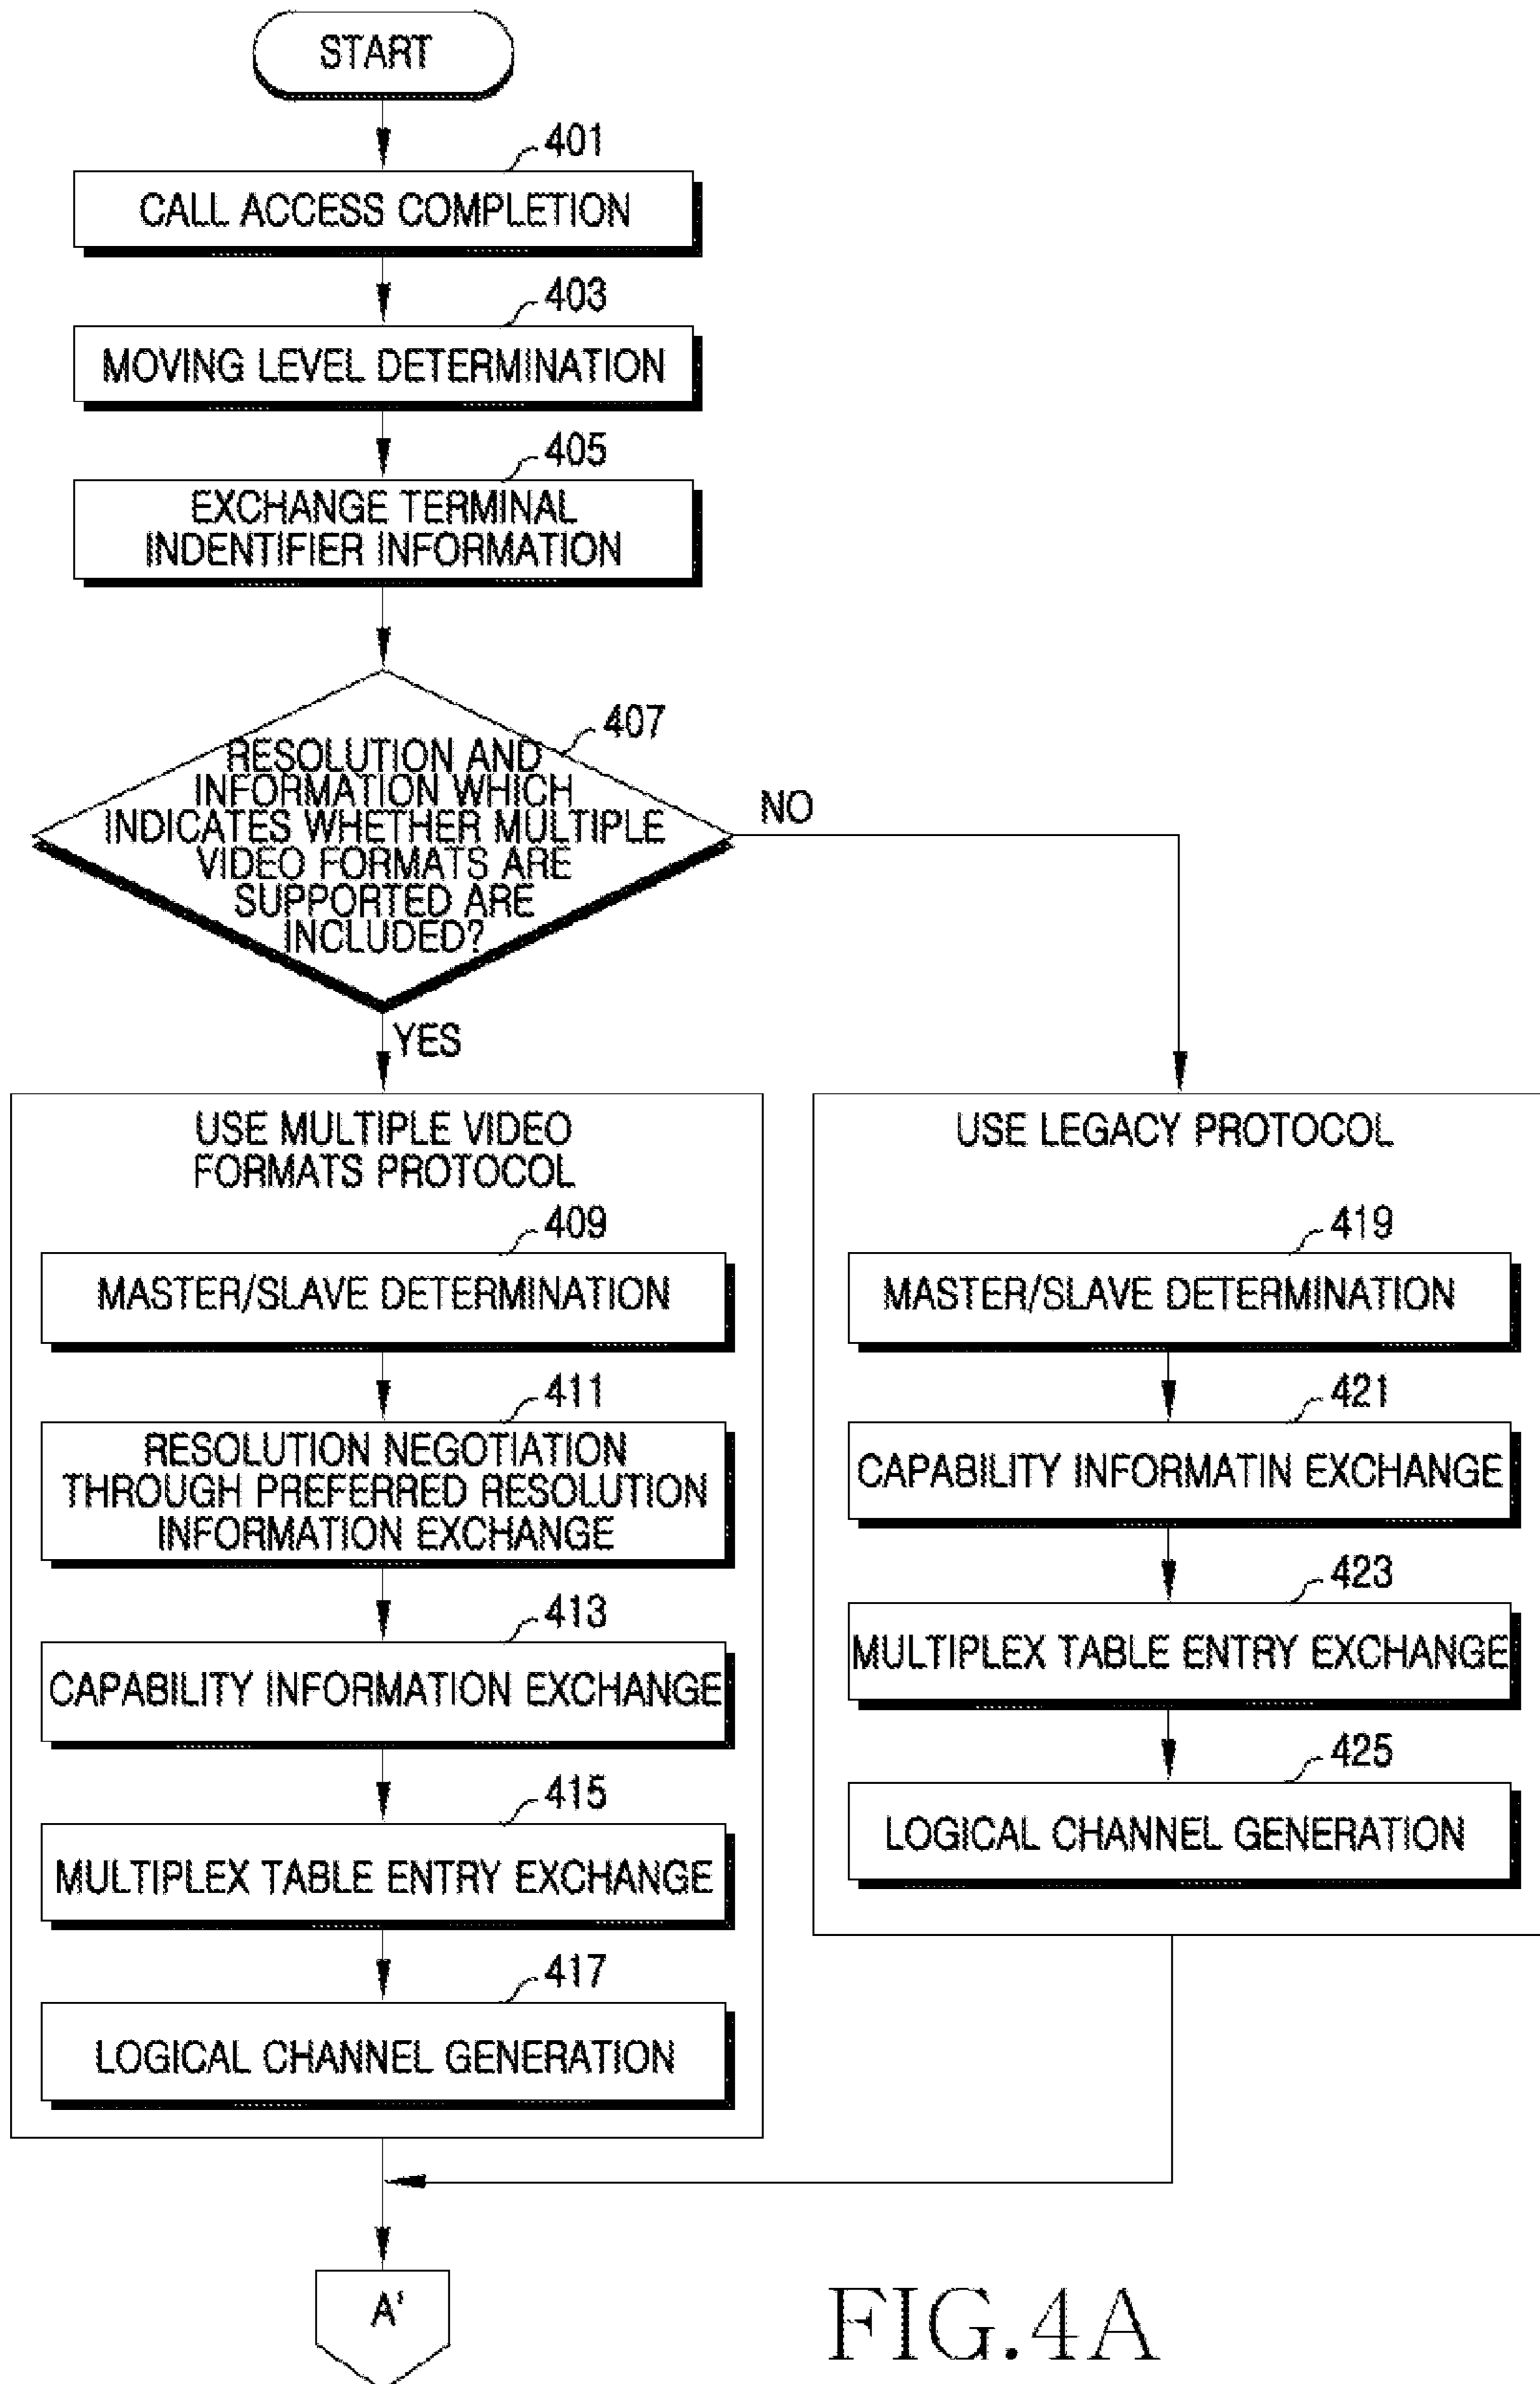 START
401
CALL ACCESS COMPLETION
403
MOVING LEVEL DETERMINATION
405
EXCHANGE TERMINAL
INDENTIFIER INFORMATION
407
RESOLUTION AND
INFORMATION WHICH
INDICATES WHETHER MULTIPLE
VIDEO FORMATS ARE
SUPPORTED ARE
INCLUDED?
NO
YES
USE MULTIPLE VIDEO
FORMATS PROTOCOL
409
MASTER/SLAVE DETERMINATION
411
RESOLUTION NEGOTIATION
THROUGH PREFERRED RESOLUTION
INFORMATION EXCHANGE
413
CAPABILITY INFORMATION EXCHANGE
415
MULTIPLEX TABLE ENTRY EXCHANGE
417
LOGICAL CHANNEL GENERATION
USE LEGACY PROTOCOL
419
MASTER/SLAVE DETERMINATION
421
CAPABILITY INFORMATIN EXCHANGE
423
MULTIPLEX TABLE ENTRY EXCHANGE
425
LOGICAL CHANNEL GENERATION
A'
FIG.4A